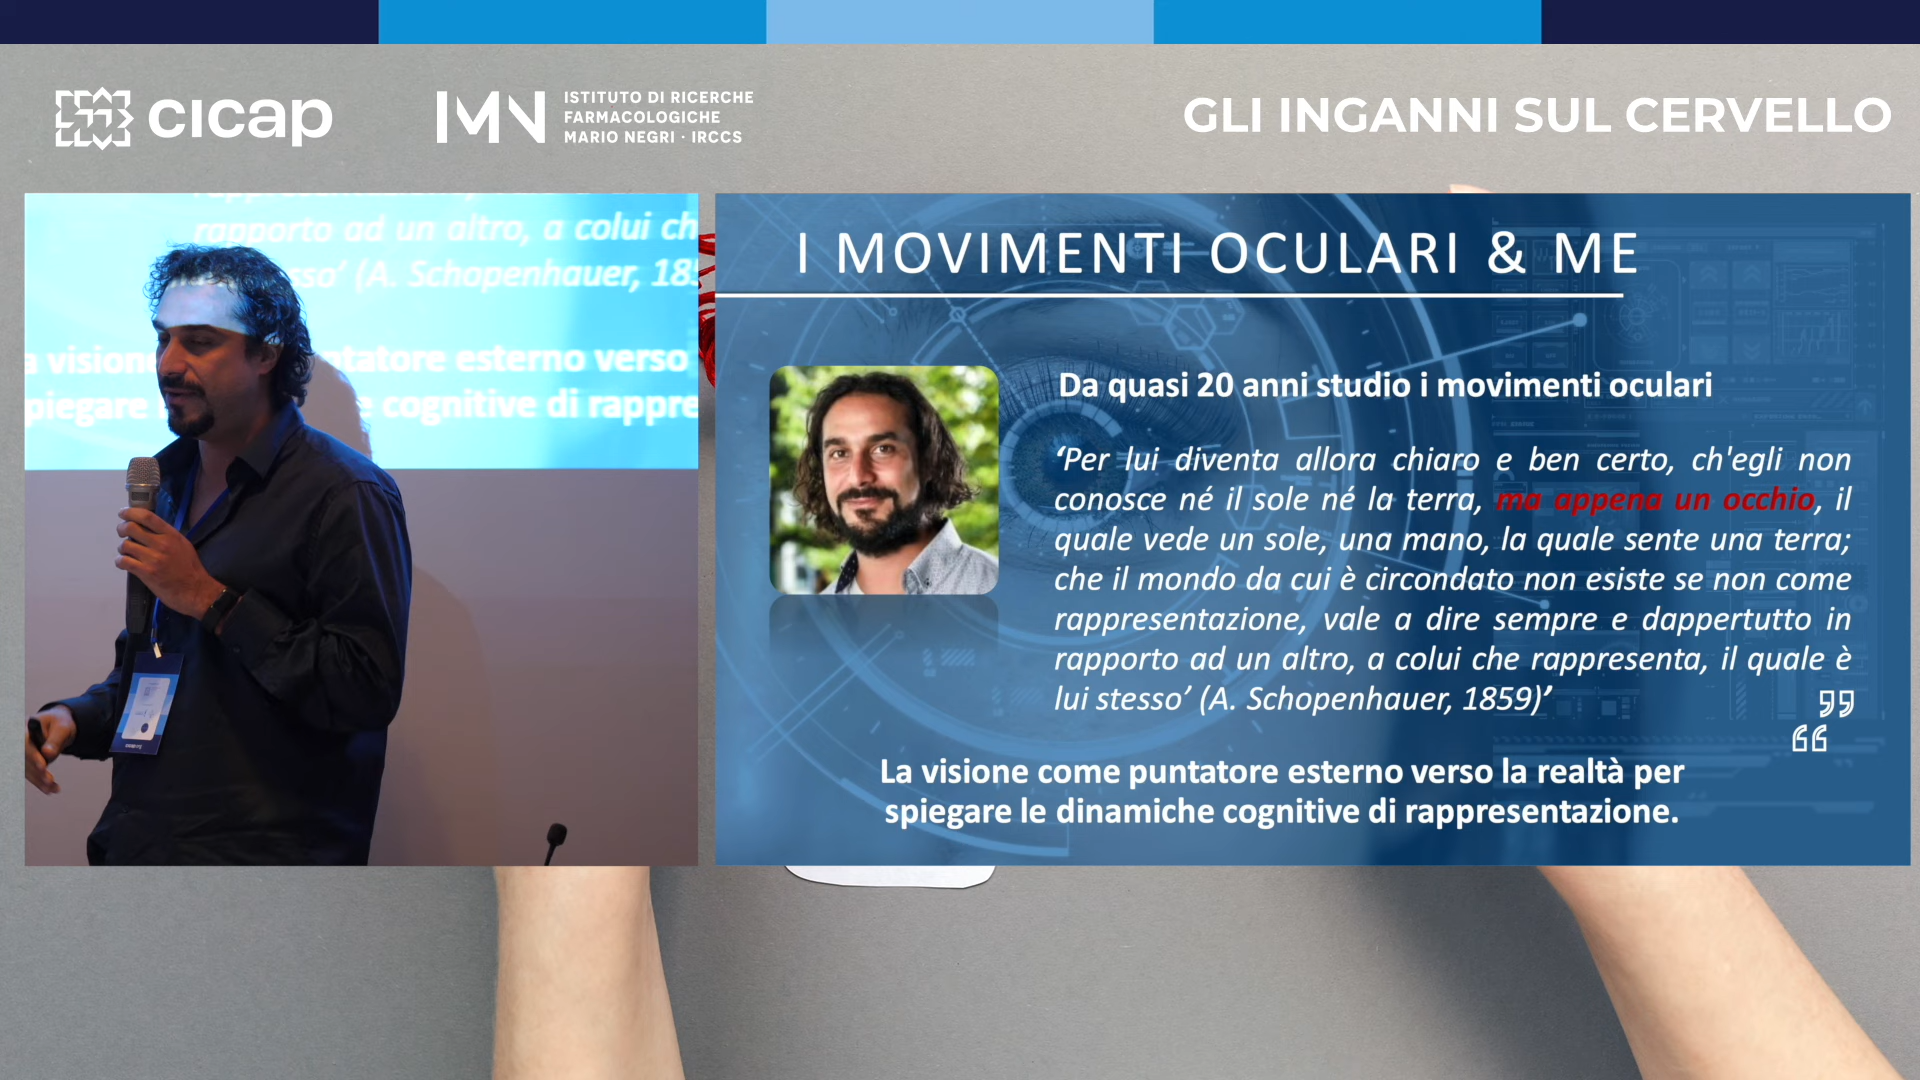 cicap
IMN
ISTITUTO DI RICERCHE
FARMACOLOGICHE
MARIO NEGRI · IRCCS
GLI INGANNI SUL CERVELLO
rapporto ad un altro, a colui ch
sso’ (A. Schopenhauer, 185
a visione ntatore esterno verso
piegare e cognitive di rappre
I MOVIMENTI OCULARI & ME
Da quasi 20 anni studio i movimenti oculari
‘Per lui diventa allora chiaro e ben certo, ch'egli non
conosce né il sole né la terra, ma appena un occhio, il
quale vede un sole, una mano, la quale sente una terra;
che il mondo da cui è circondato non esiste se non come
rappresentazione, vale a dire sempre e dappertutto in
rapporto ad un altro, a colui che rappresenta, il quale è
lui stesso’ (A. Schopenhauer, 1859)’
”
“
La visione come puntatore esterno verso la realtà per
spiegare le dinamiche cognitive di rappresentazione.